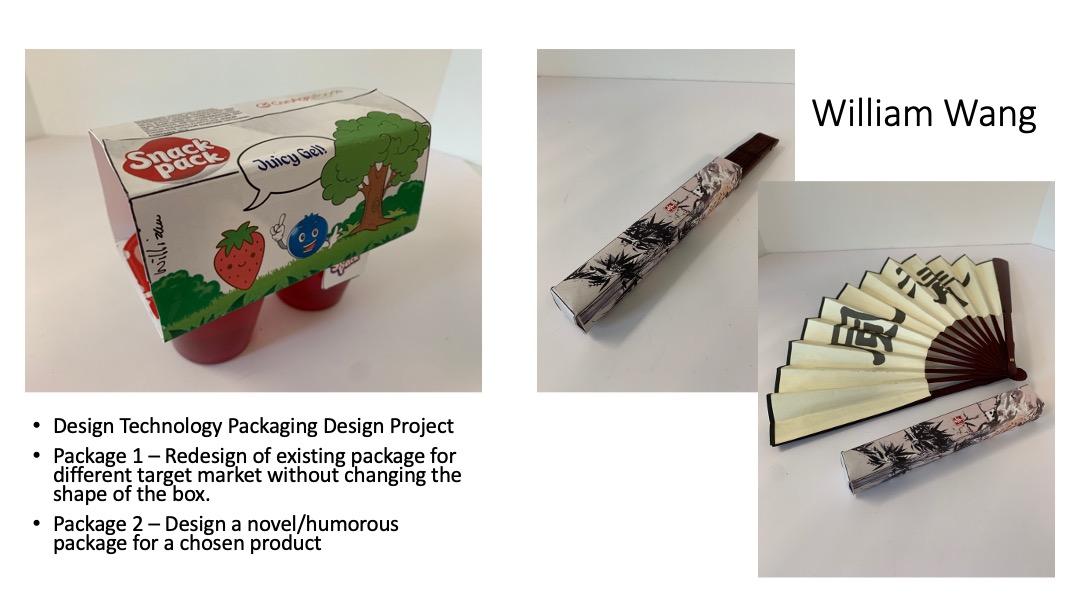 William Wang
Snack
pack
Juicy Gel!
William
• Design Technology Packaging Design Project
• Package 1 – Redesign of existing package for
different target market without changing the
shape of the box.
• Package 2 – Design a novel/humorous
package for a chosen product